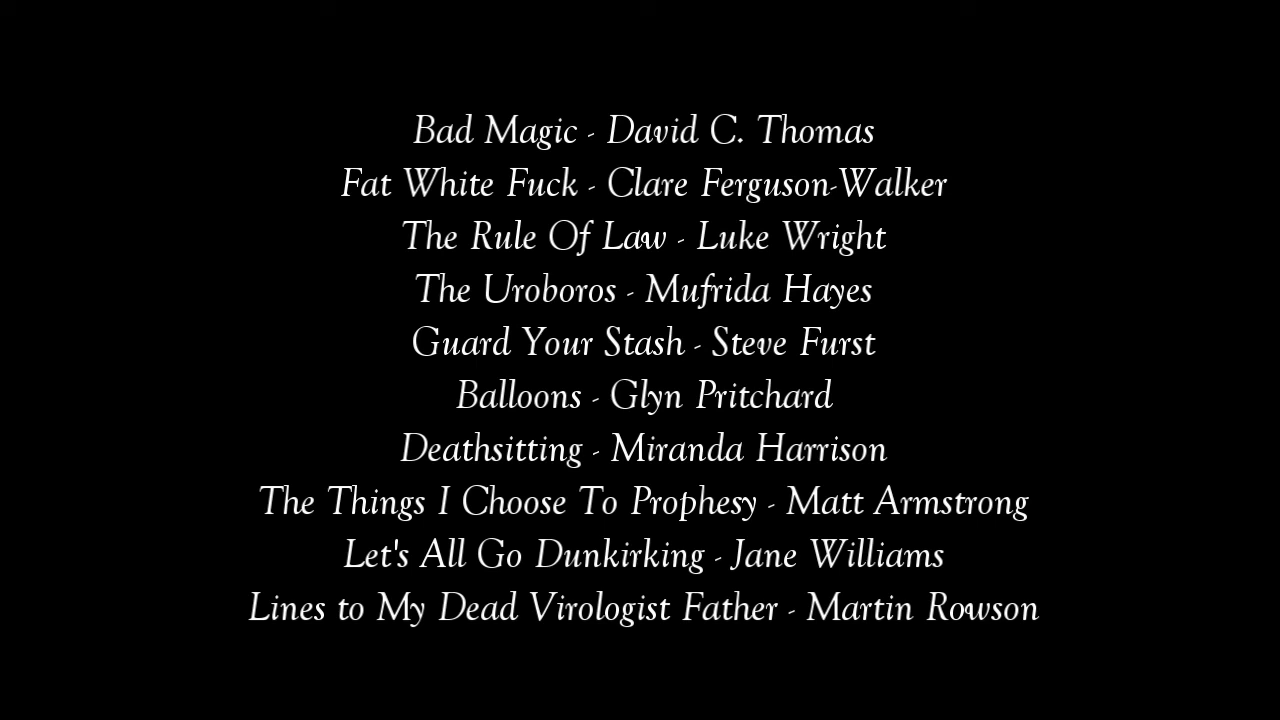 Bad Magic - David C. Thomas
Fat White Fuck - Clare Ferguson-Walker
The Rule Of Law - Luke Wright
The Uroboros - Mufrida Hayes
Guard Your Stash - Steve Furst
Balloons - Glyn Pritchard
Deathsitting - Miranda Harrison
The Things I Choose To Prophesy - Matt Armstrong
Let's All Go Dunkirking - Jane Williams
Lines to My Dead Virologist Father - Martin Rowson